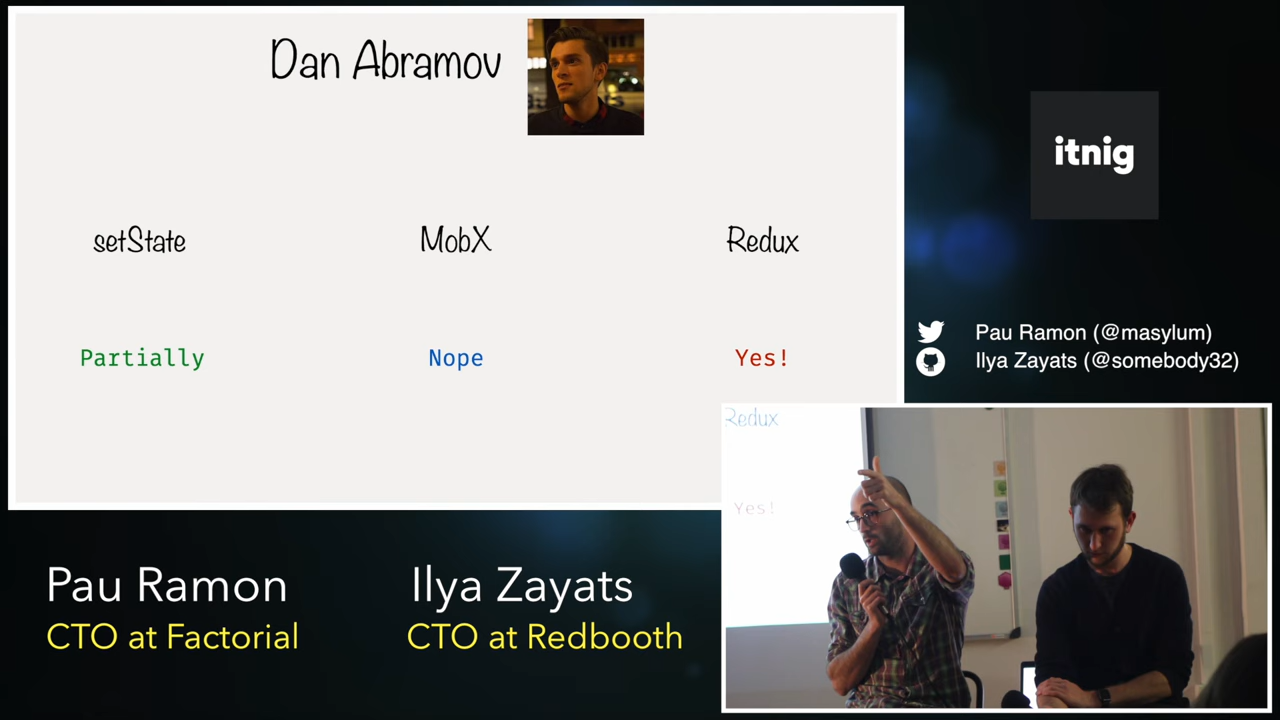 Dan Abramov
setState MobX Redux
Partially Nope Yes!
itnig
Pau Ramon (@masylum)
Ilya Zayats (@somebody32)
Redux
Yes!
Pau Ramon Ilya Zayats
CTO at Factorial CTO at Redbooth